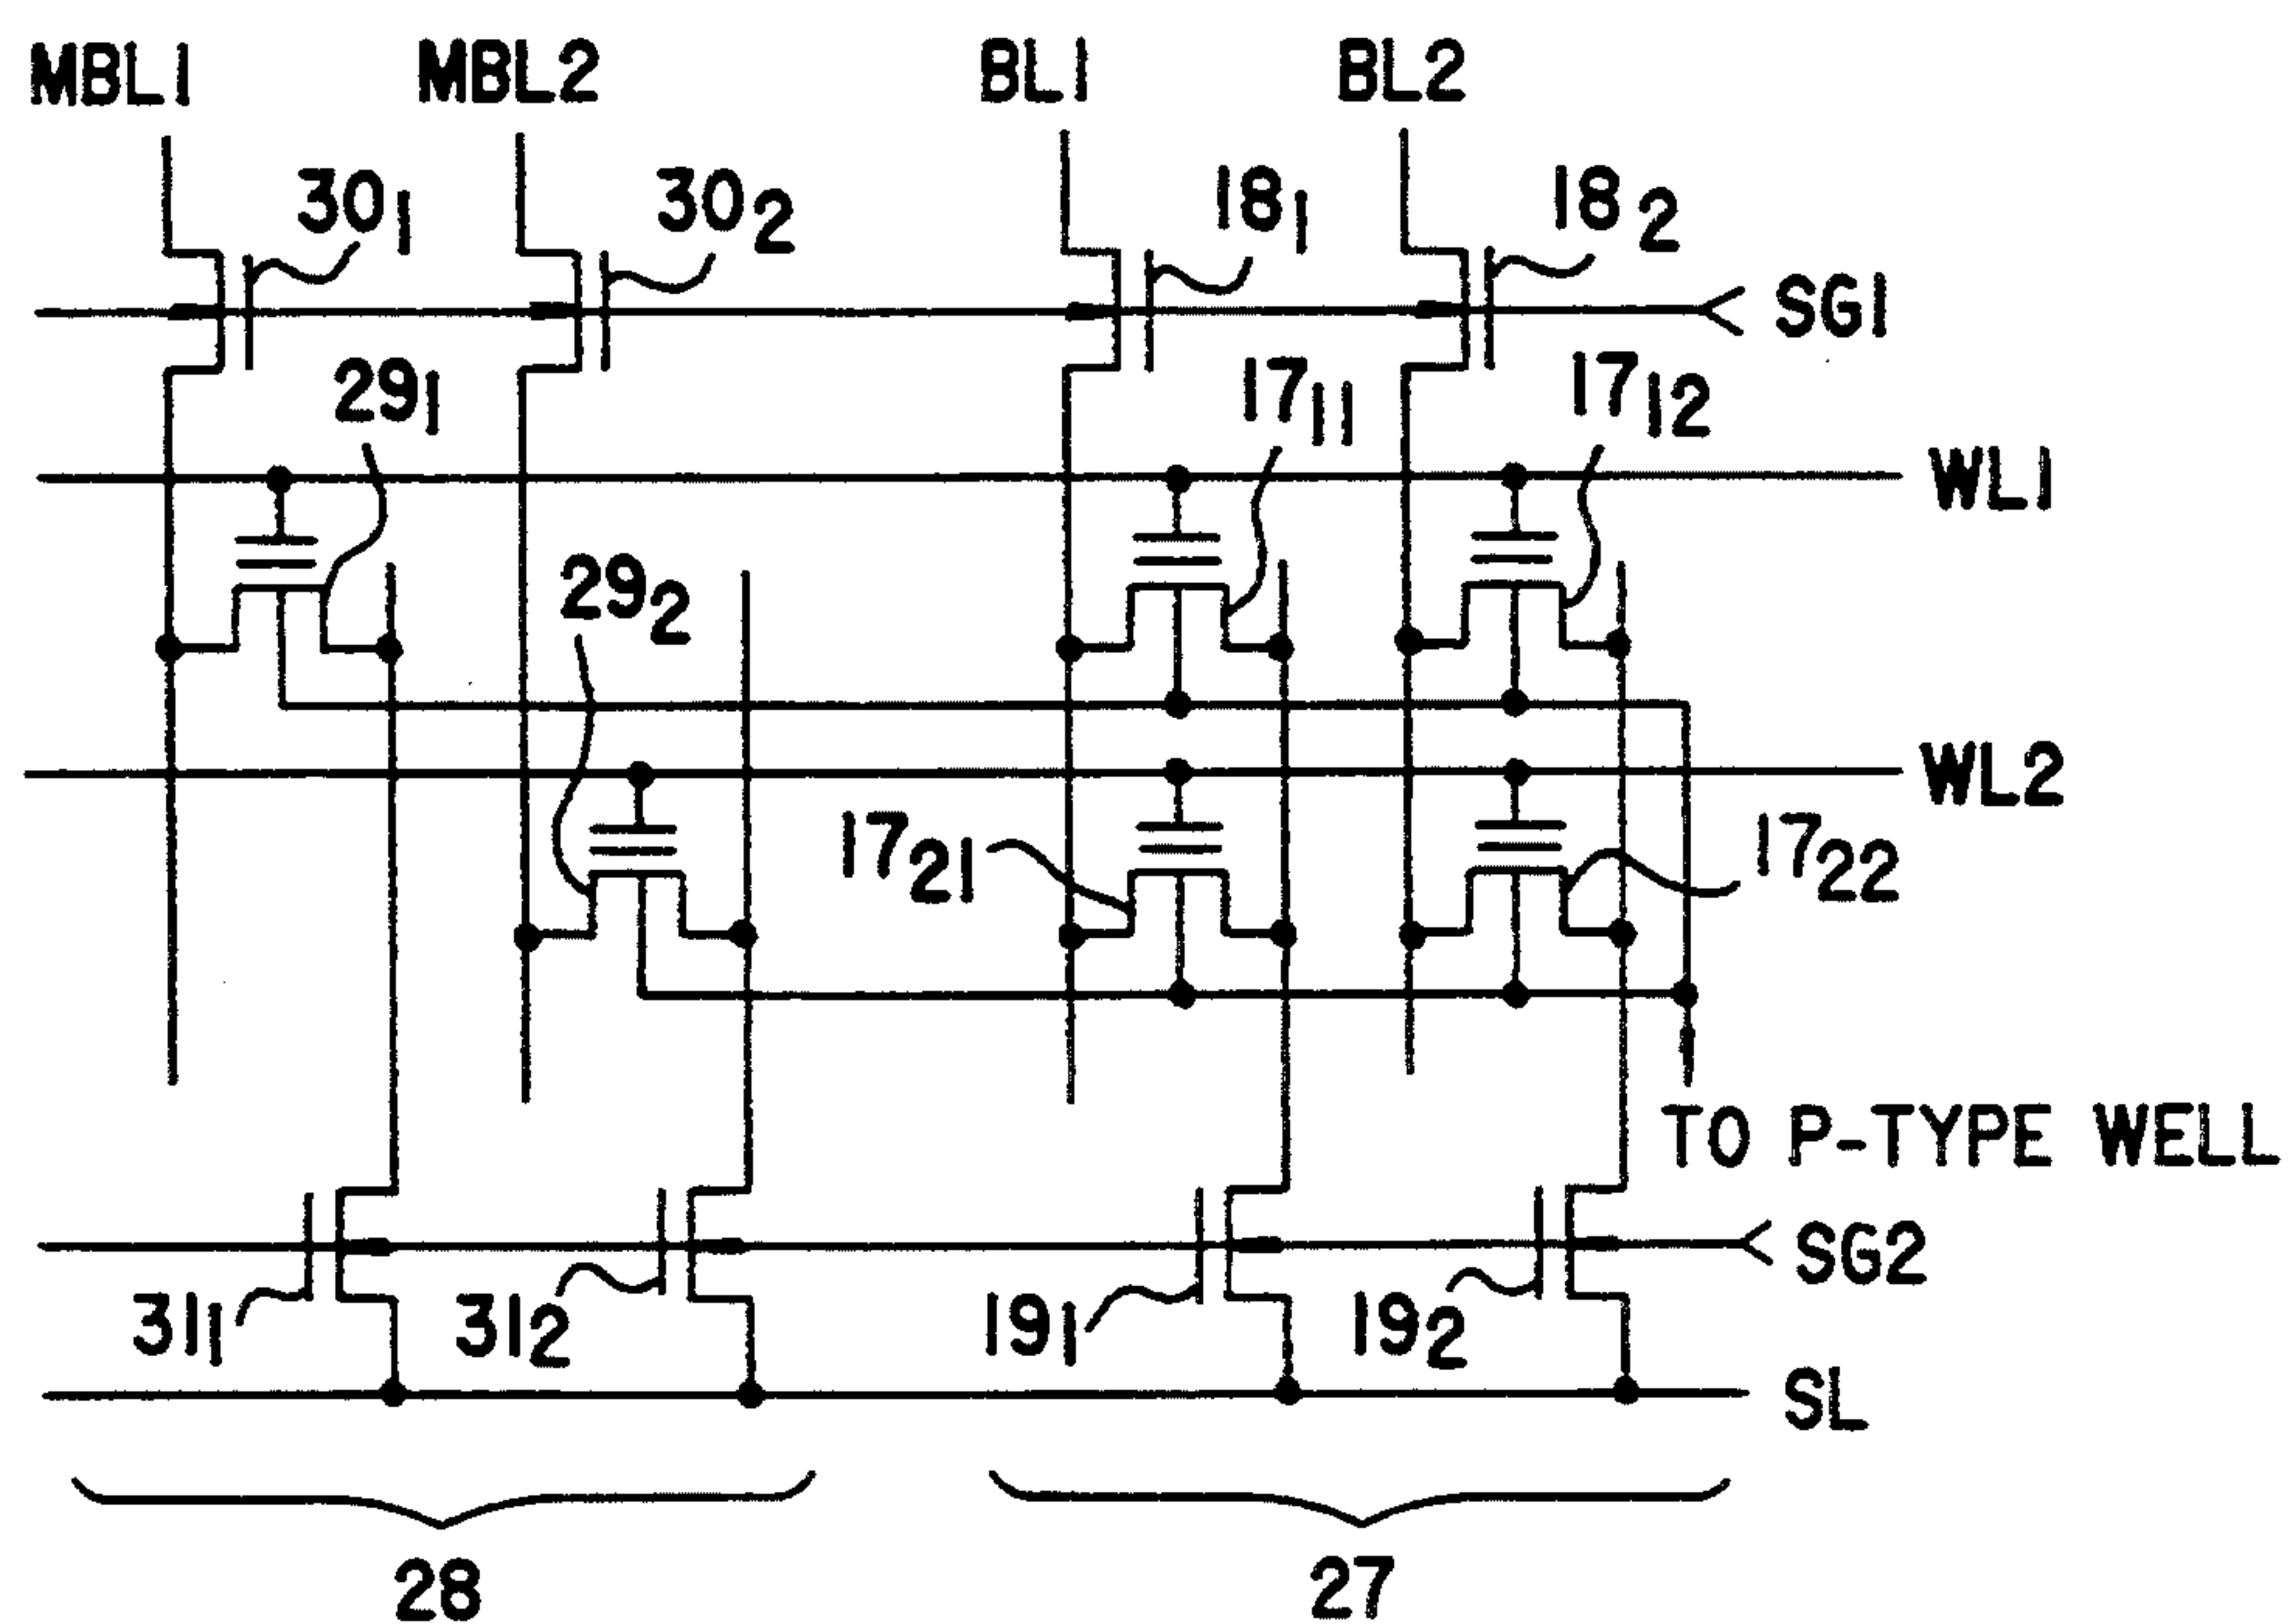 MBL1 MBL2 BL1 BL2
30₁ 30₂ 18₁ 18₂
SG1
29₁ 17₁₁ 17₁₂
WL1
29₂
WL2
17₂₁ 17₂₂
TO P-TYPE WELL
SG2
31₁ 31₂ 19₁ 19₂
SL
28 27